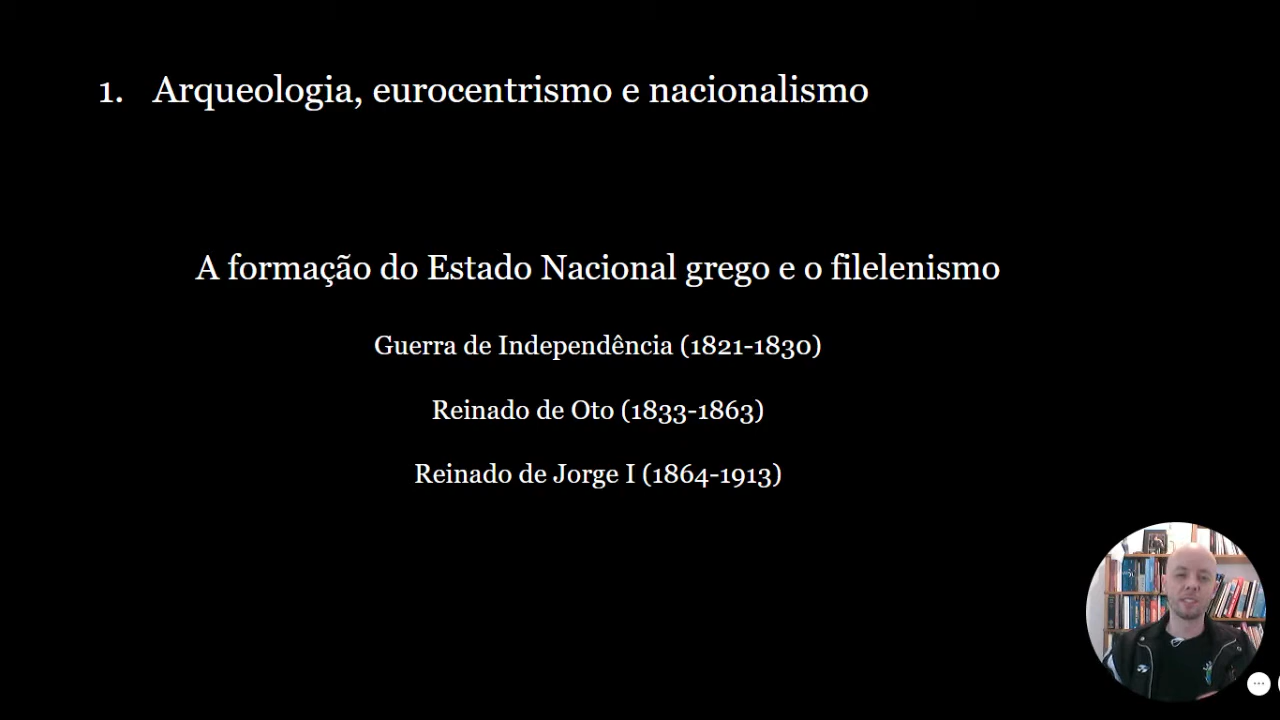 1. Arqueologia, eurocentrismo e nacionalismo
A formação do Estado Nacional grego e o filelenismo
Guerra de Independência (1821-1830)
Reinado de Oto (1833-1863)
Reinado de Jorge I (1864-1913)